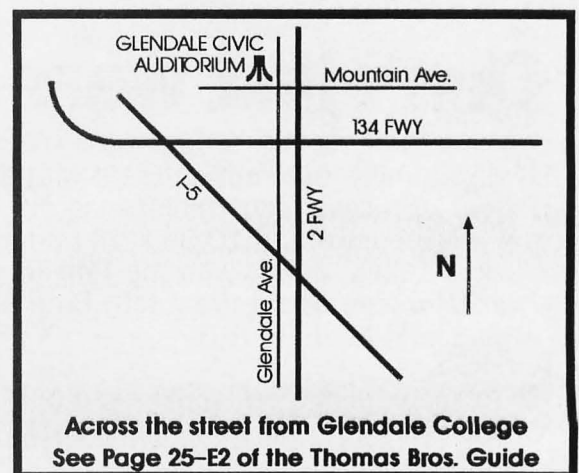 GLENDALE CIVIC
AUDITORIUM
Mountain Ave.
134 FWY
I-5
2 FWY
Glendale Ave.
N
Across the street from Glendale College
See Page 25–E2 of the Thomas Bros. Guide